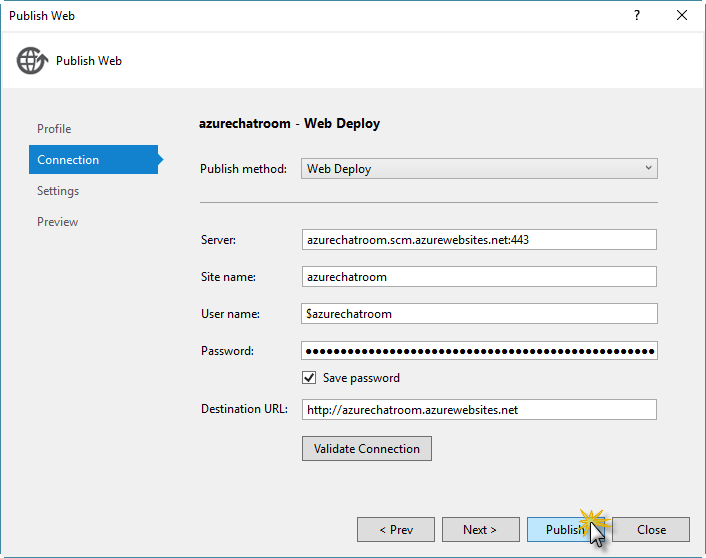 Publish Web
?
Publish Web
Profile
Connection
Settings
Preview
azurechatroom - Web Deploy
Publish method: Web Deploy
Server: azurechatroom.scm.azurewebsites.net:443
Site name: azurechatroom
User name: $azurechatroom
Password: ●●●●●●●●●●●●●●●●●●●●●●●●●●●●●●●●●●●●●●●●●●●●●●●●●●
Save password
Destination URL: http://azurechatroom.azurewebsites.net
Validate Connection
< Prev Next > Publish Close